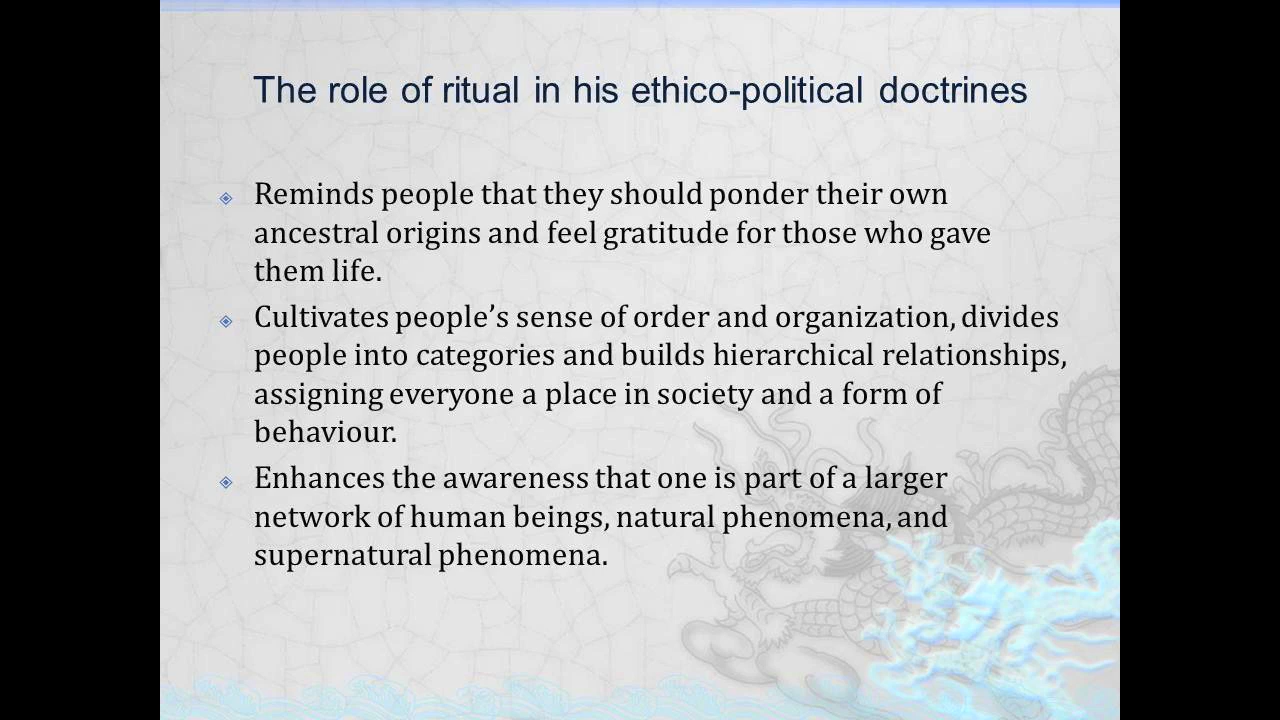 The role of ritual in his ethico-political doctrines
Reminds people that they should ponder their own
ancestral origins and feel gratitude for those who gave
them life.
Cultivates people’s sense of order and organization, divides
people into categories and builds hierarchical relationships,
assigning everyone a place in society and a form of
behaviour.
Enhances the awareness that one is part of a larger
network of human beings, natural phenomena, and
supernatural phenomena.